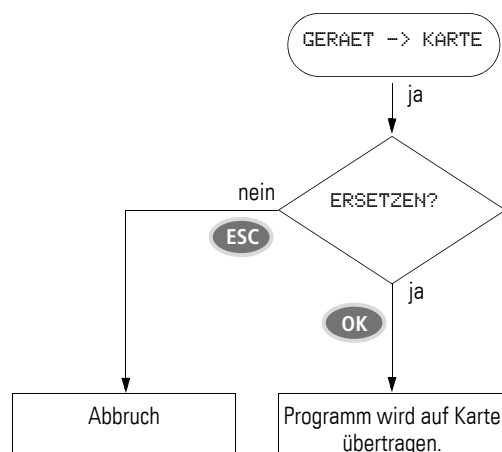 GERAET -> KARTE
ja
ERSETZEN?
nein
ESC
ja
OK
Abbruch
Programm wird auf Karte
übertragen.